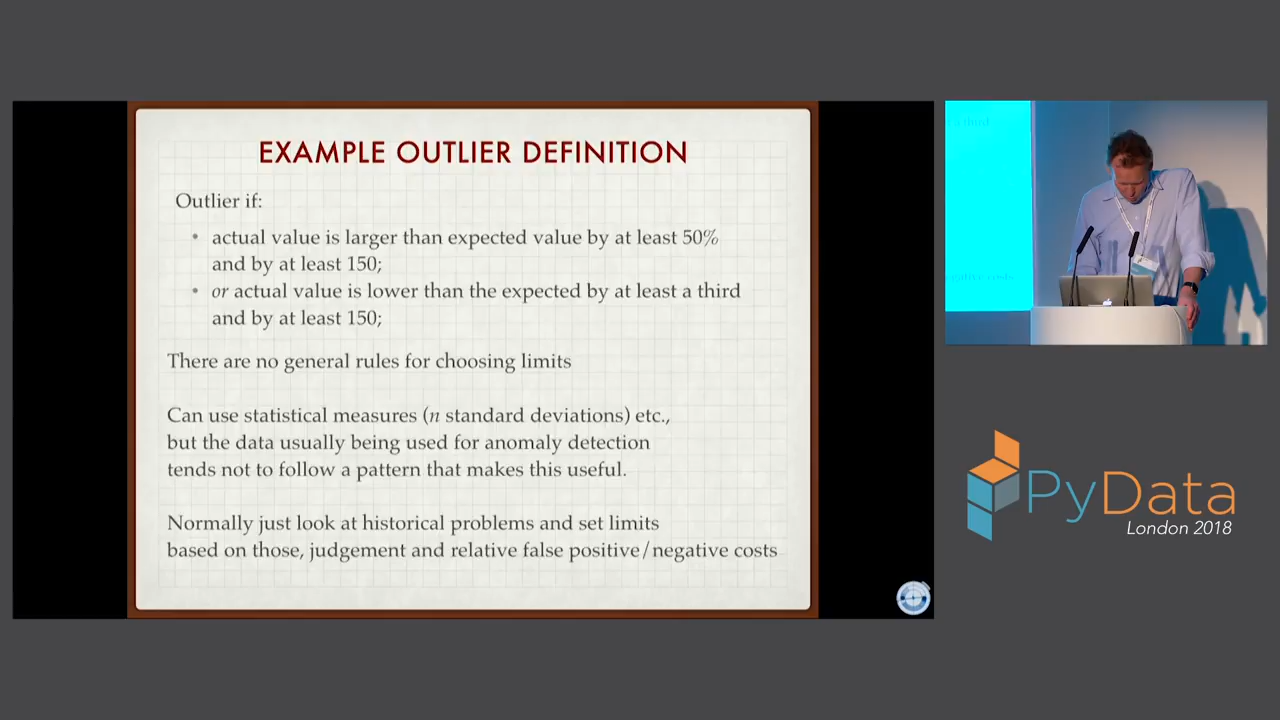 EXAMPLE OUTLIER DEFINITION
Outlier if:
• actual value is larger than expected value by at least 50%
and by at least 150;
• or actual value is lower than the expected by at least a third
and by at least 150;
There are no general rules for choosing limits
Can use statistical measures (n standard deviations) etc.,
but the data usually being used for anomaly detection
tends not to follow a pattern that makes this useful.
Normally just look at historical problems and set limits
based on those, judgement and relative false positive/negative costs
a third
PyData
London 2018